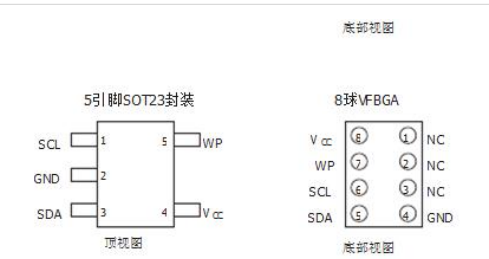 底部视图
5引脚SOT23封装
SCL 1 5 WP
GND 2
SDA 3 4 Vcc
顶视图
8球VFBGA
Vcc 8 1 NC
WP 7 2 NC
SCL 6 3 NC
SDA 5 4 GND
底部视图